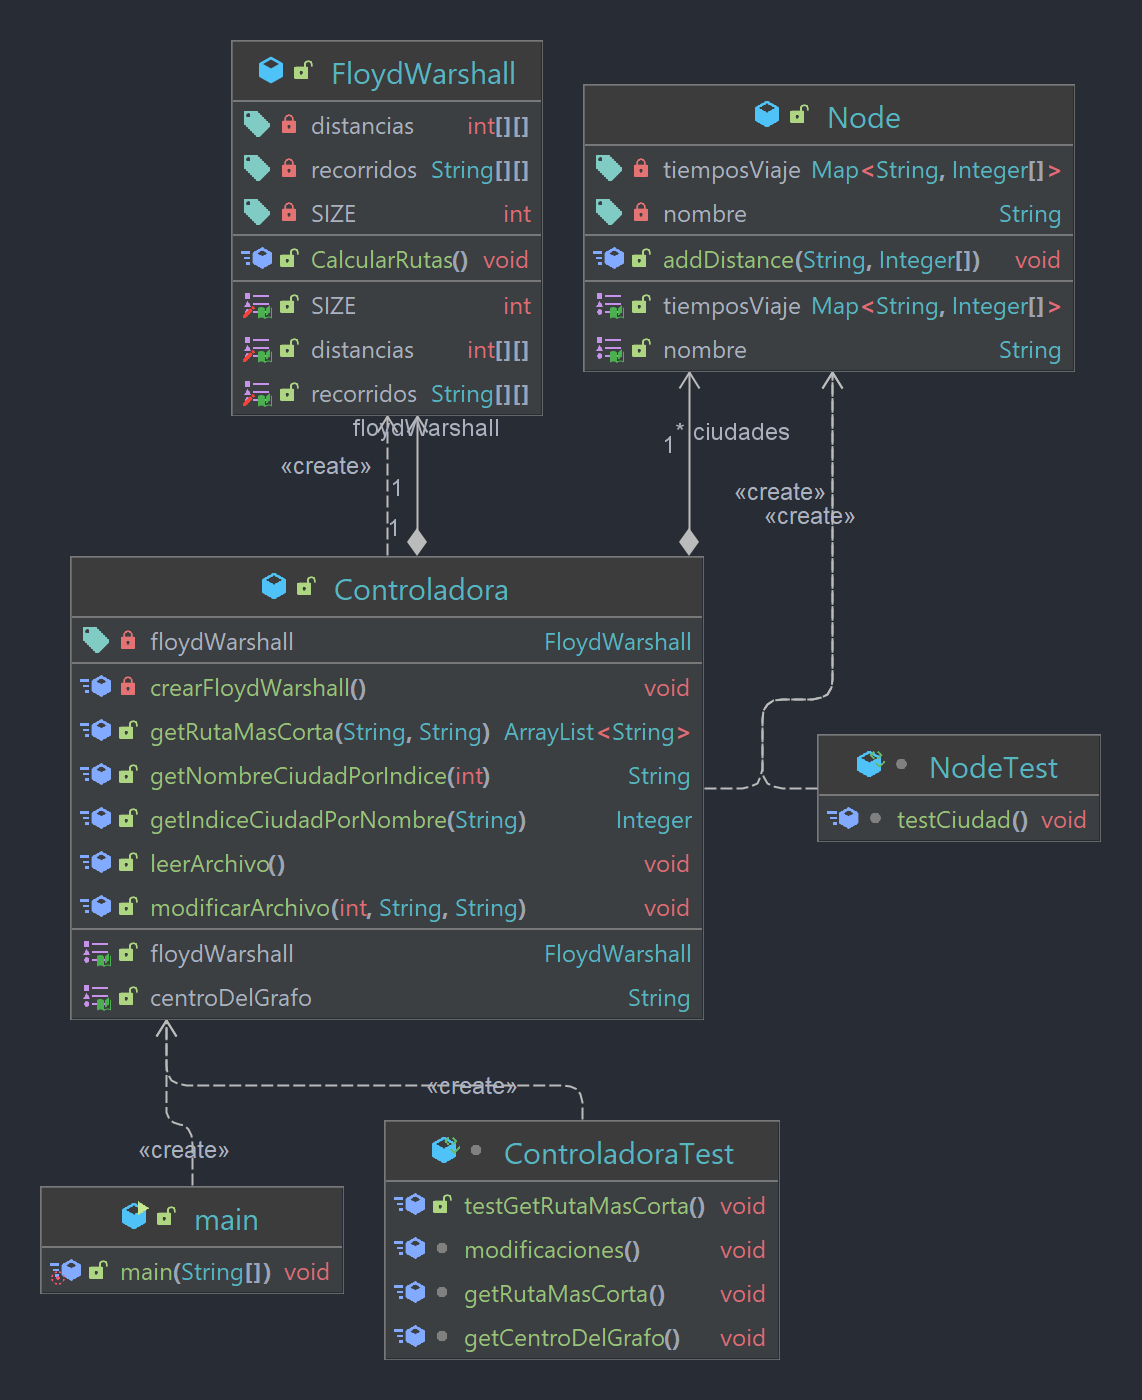 FloydWarshall
distancias int[][]
recorridos String[][]
SIZE int
CalcularRutas() void
SIZE int
distancias int[][]
recorridos String[][]
Node
tiemposViaje Map<String, Integer[]>
nombre String
addDistance(String, Integer[]) void
tiemposViaje Map<String, Integer[]>
nombre String
floydWarshall
«create»
1
1
1
* ciudades
«create»
«create»
Controladora
floydWarshall FloydWarshall
crearFloydWarshall() void
getRutaMasCorta(String, String) ArrayList<String>
getNombreCiudadPorIndice(int) String
getIndiceCiudadPorNombre(String) Integer
leerArchivo() void
modificarArchivo(int, String, String) void
floydWarshall FloydWarshall
centroDelGrafo String
NodeTest
testCiudad() void
«create»
«create»
ControladoraTest
testGetRutaMasCorta() void
modificaciones() void
getRutaMasCorta() void
getCentroDelGrafo() void
main
main(String[]) void